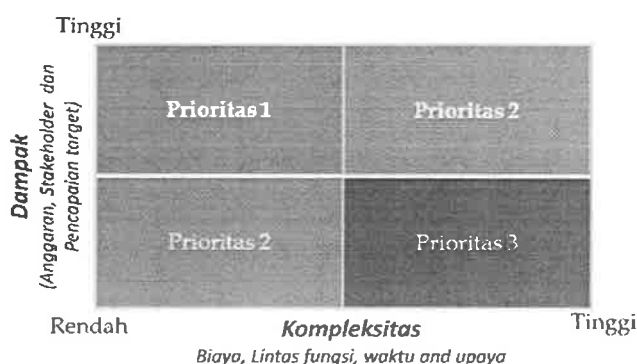 Tinggi
Prioritas 1
Prioritas 2
Dampak
(Anggaran, Stakeholder dan
Pencapaian target)
Prioritas 2
Prioritas 3
Rendah
Kompleksitas
Tinggi
Biaya, Lintas fungsi, waktu and upaya